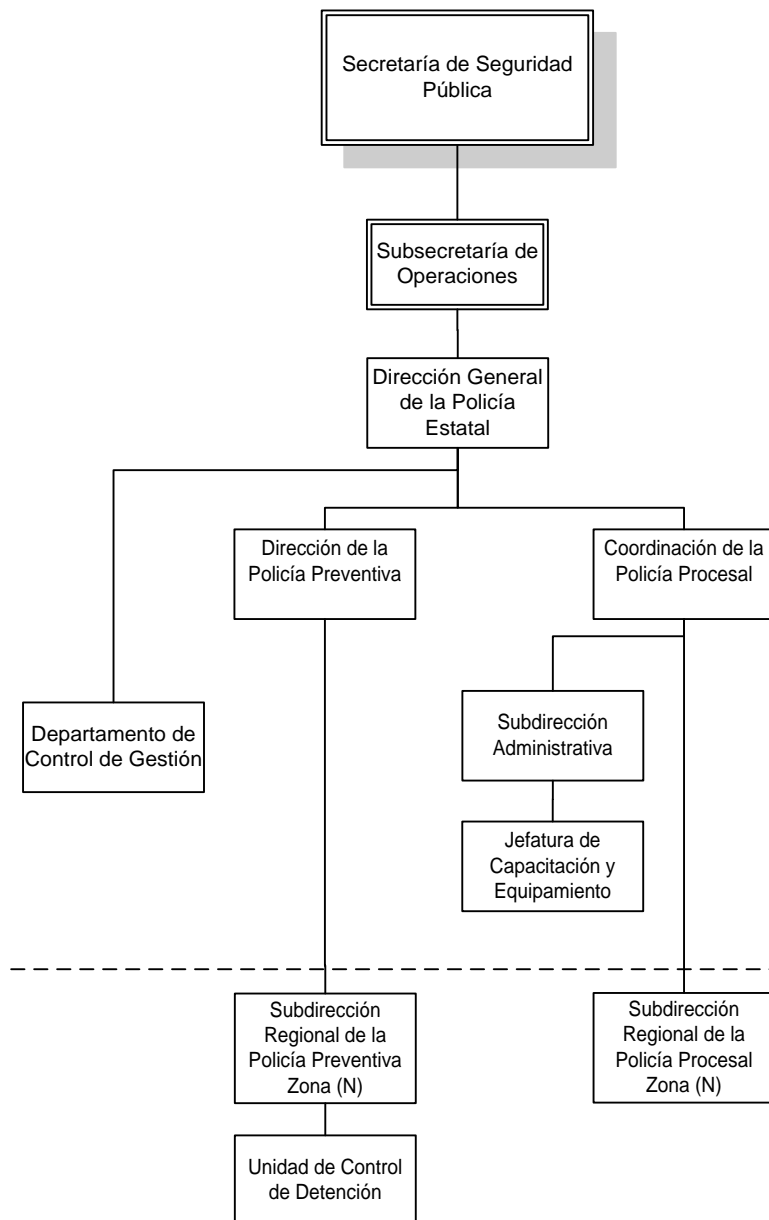 Secretaría de Seguridad
Pública
Subsecretaría de
Operaciones
Dirección General
de la Policía
Estatal
Dirección de la
Policía Preventiva
Coordinación de la
Policía Procesal
Departamento de
Control de Gestión
Subdirección
Administrativa
Jefatura de
Capacitación y
Equipamiento
Subdirección
Regional de la
Policía Preventiva
Zona (N)
Subdirección
Regional de la
Policía Procesal
Zona (N)
Unidad de Control
de Detención